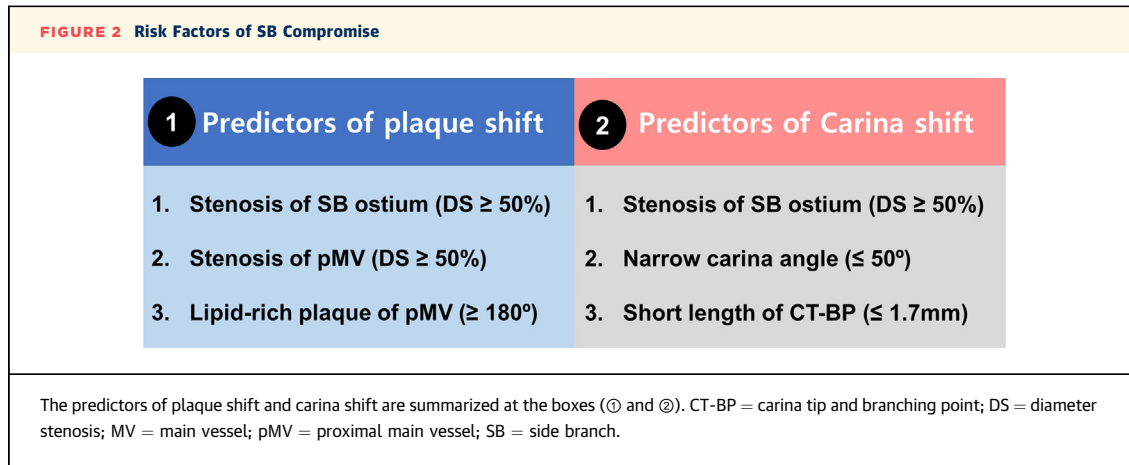 FIGURE 2 Risk Factors of SB Compromise
1 Predictors of plaque shift
1. Stenosis of SB ostium (DS ≥ 50%)
2. Stenosis of pMV (DS ≥ 50%)
3. Lipid-rich plaque of pMV (≥ 180º)
2 Predictors of Carina shift
1. Stenosis of SB ostium (DS ≥ 50%)
2. Narrow carina angle (≤ 50º)
3. Short length of CT-BP (≤ 1.7mm)
The predictors of plaque shift and carina shift are summarized at the boxes (① and ②). CT-BP = carina tip and branching point; DS = diameter
stenosis; MV = main vessel; pMV = proximal main vessel; SB = side branch.